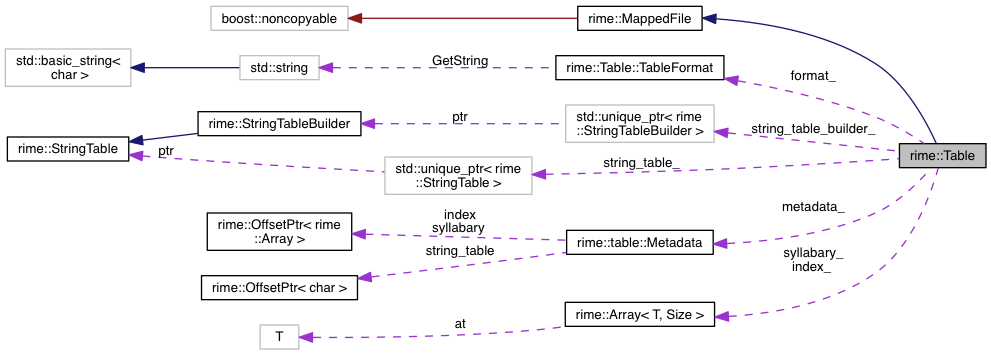 boost::noncopyable
rime::MappedFile
std::basic_string<
char >
std::string
GetString
rime::Table::TableFormat
format_
rime::StringTableBuilder
ptr
std::unique_ptr< rime
::StringTableBuilder >
string_table_builder_
rime::StringTable
ptr
std::unique_ptr< rime
::StringTable >
string_table_
rime::Table
rime::OffsetPtr< rime
::Array >
index
syllabary
rime::table::Metadata
metadata_
rime::OffsetPtr< char >
string_table
syllabary_
index_
rime::Array< T, Size >
T
at